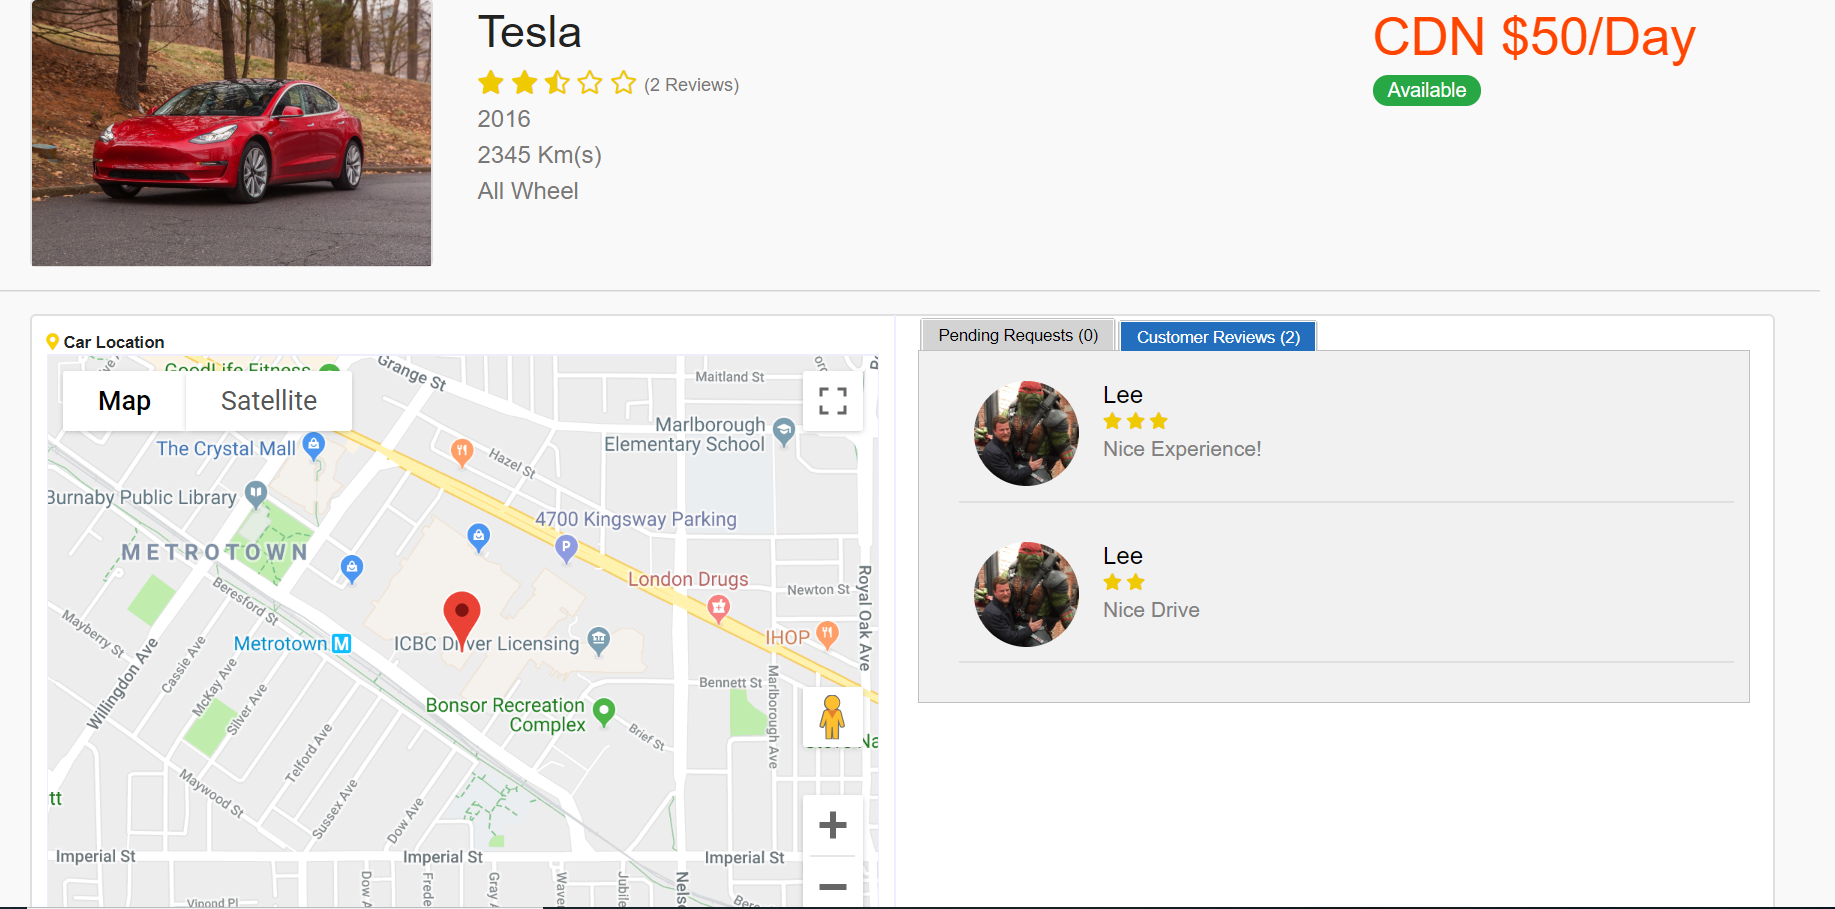 Tesla
(2 Reviews)
2016
2345 Km(s)
All Wheel
CDN $50/Day
Available
Car Location
Map
Satellite
GoodLife Fitness
Grange St
Maitland St
Marlborough
Elementary School
The Crystal Mall
Hazel St
Burnaby Public Library
4700 Kingsway Parking
METROTOWN
London Drugs
Newton St
Royal Oak Ave
Beresford St
Mayberry St
Metrotown
M
ICBC Driver Licensing
IHOP
Willingdon Ave
Cassie Ave
McKay Ave
Silver Ave
Bennett St
Marlborough Ave
Bonsor Recreation
Complex
Brief St
Telford Ave
Maywood St
Sussex Ave
Dow Ave
tt
Imperial St
Imperial St
Imperial St
Dow A
Frede
Gray A
Waver
Jubile
Nelso
Vipond Pl
Pending Requests (0)
Customer Reviews (2)
Lee
Nice Experience!
Lee
Nice Drive